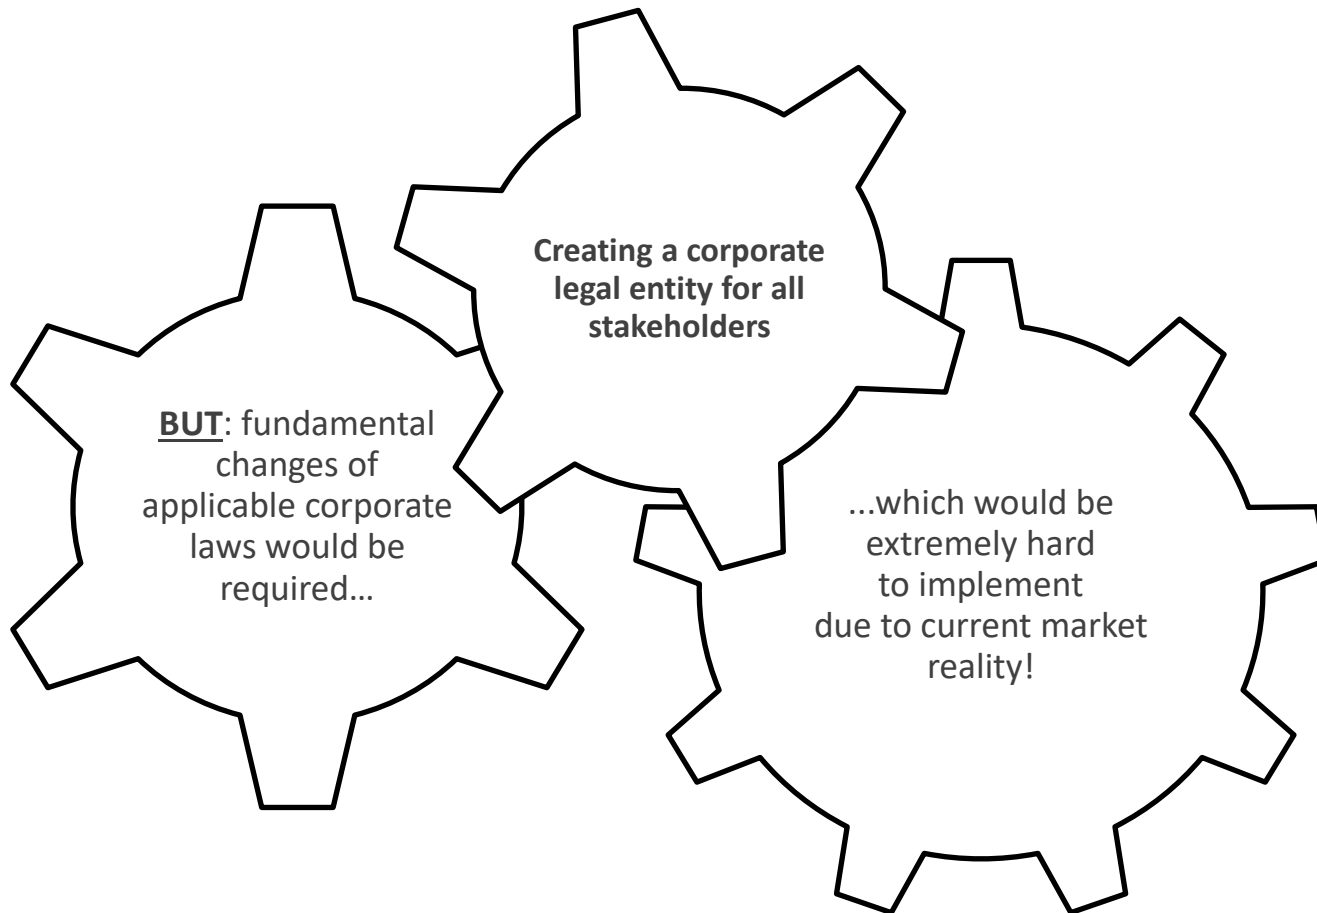 Creating a corporate
legal entity for all
stakeholders
BUT: fundamental
changes of
applicable corporate
laws would be
required…
...which would be
extremely hard
to implement
due to current market
reality!